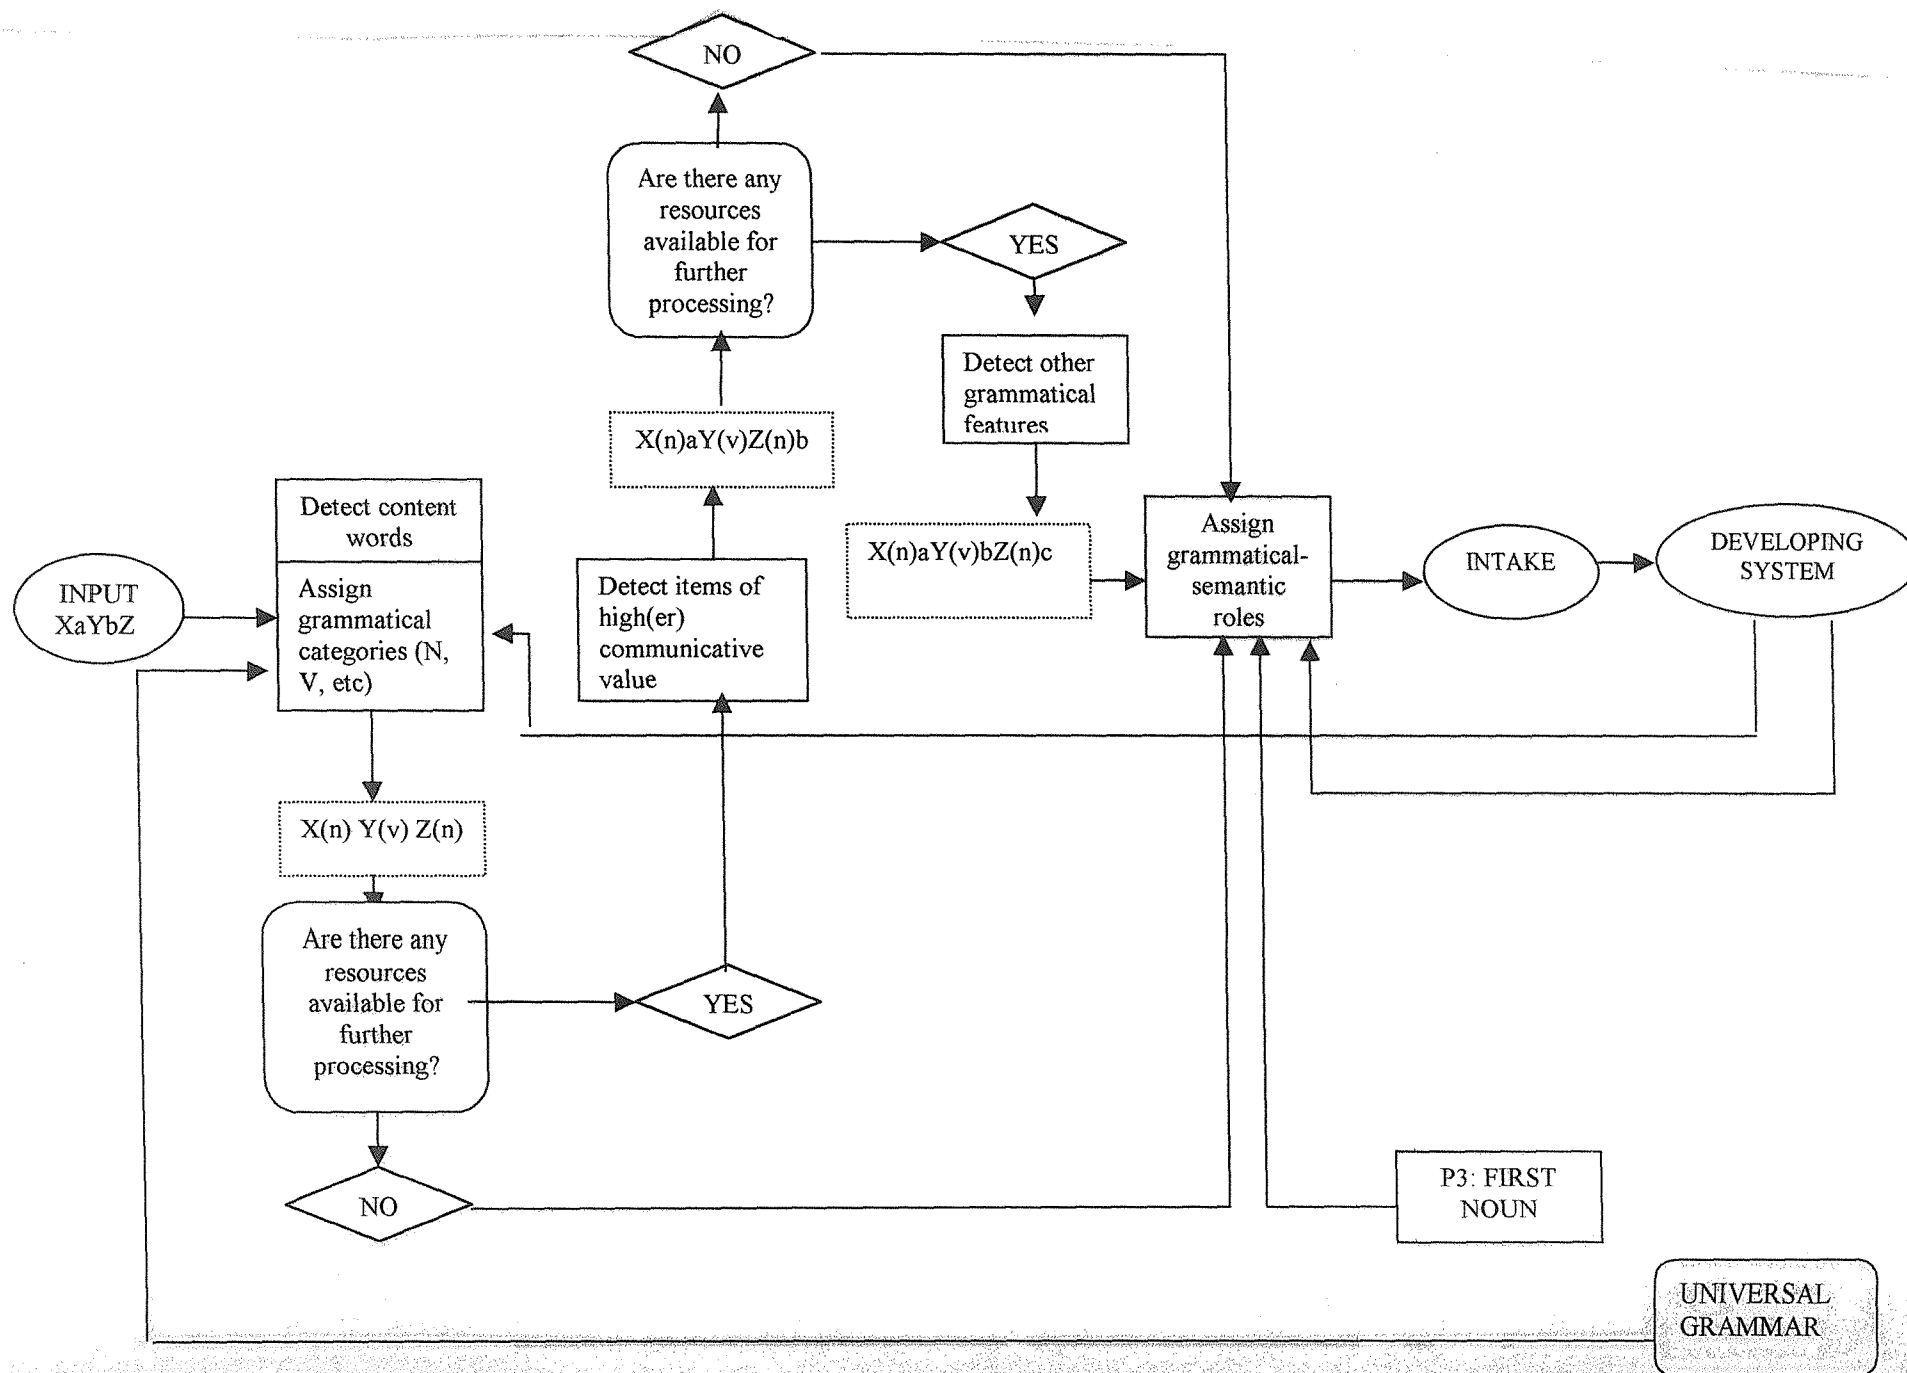 NO
Are there any
resources
available for
further
processing?
YES
Detect other
grammatical
features
X(n)aY(v)Z(n)b
Detect content
words
Assign
grammatical
categories (N,
V, etc)
INPUT
XaYbZ
Detect items of
high(er)
communicative
value
X(n)aY(v)bZ(n)c
Assign
grammatical-
semantic
roles
INTAKE
DEVELOPING
SYSTEM
X(n) Y(v) Z(n)
Are there any
resources
available for
further
processing?
YES
NO
P3: FIRST
NOUN
UNIVERSAL
GRAMMAR